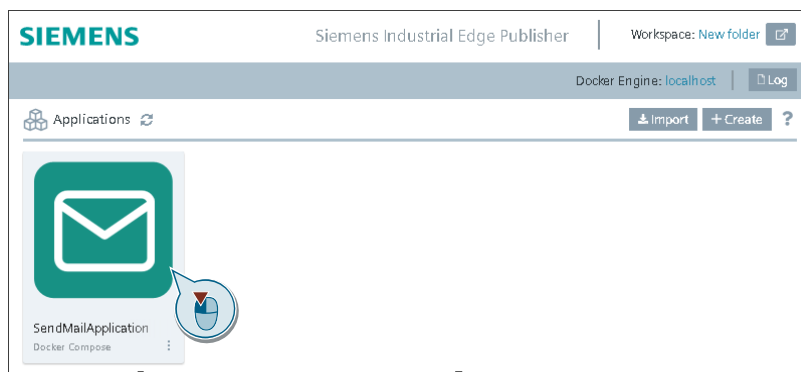 SIEMENS
Siemens Industrial Edge Publisher
Workspace: New folder
Docker Engine: localhost
Log
Applications
Import
Create
?
SendMailApplication
Docker Compose